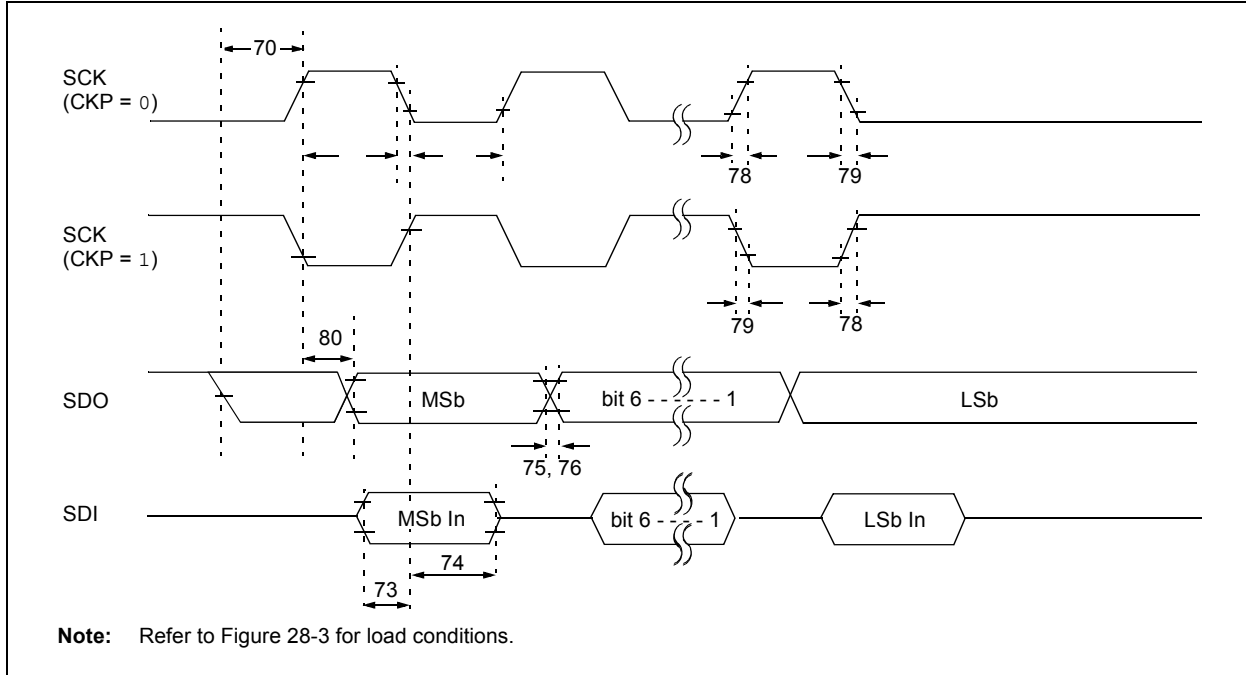 70
SCK
(CKP = 0)
78
79
SCK
(CKP = 1)
79
78
80
SDO
MSb
bit 6 - - - - - - 1
LSb
75, 76
SDI
MSb In
bit 6 - - - - - 1
LSb In
74
73
Note: Refer to Figure 28-3 for load conditions.